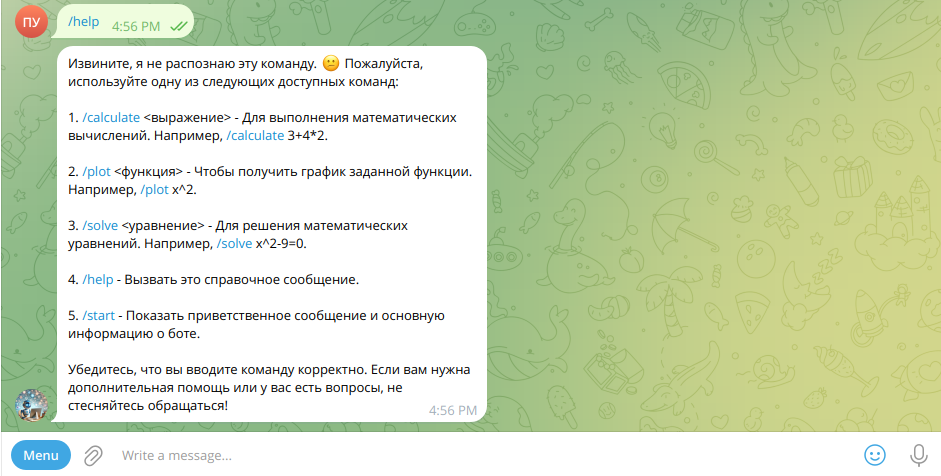 ПУ
/help
4:56 PM
Извините, я не распознаю эту команду. 😕 Пожалуйста,
используйте одну из следующих доступных команд:
1. /calculate <выражение> - Для выполнения математических
вычислений. Например, /calculate 3+4*2.
2. /plot <функция> - Чтобы получить график заданной функции.
Например, /plot x^2.
3. /solve <уравнение> - Для решения математических
уравнений. Например, /solve x^2-9=0.
4. /help - Вызвать это справочное сообщение.
5. /start - Показать приветственное сообщение и основную
информацию о боте.
Убедитесь, что вы вводите команду корректно. Если вам нужна
дополнительная помощь или у вас есть вопросы, не
стесняйтесь обращаться!
4:56 PM
Menu
Write a message...